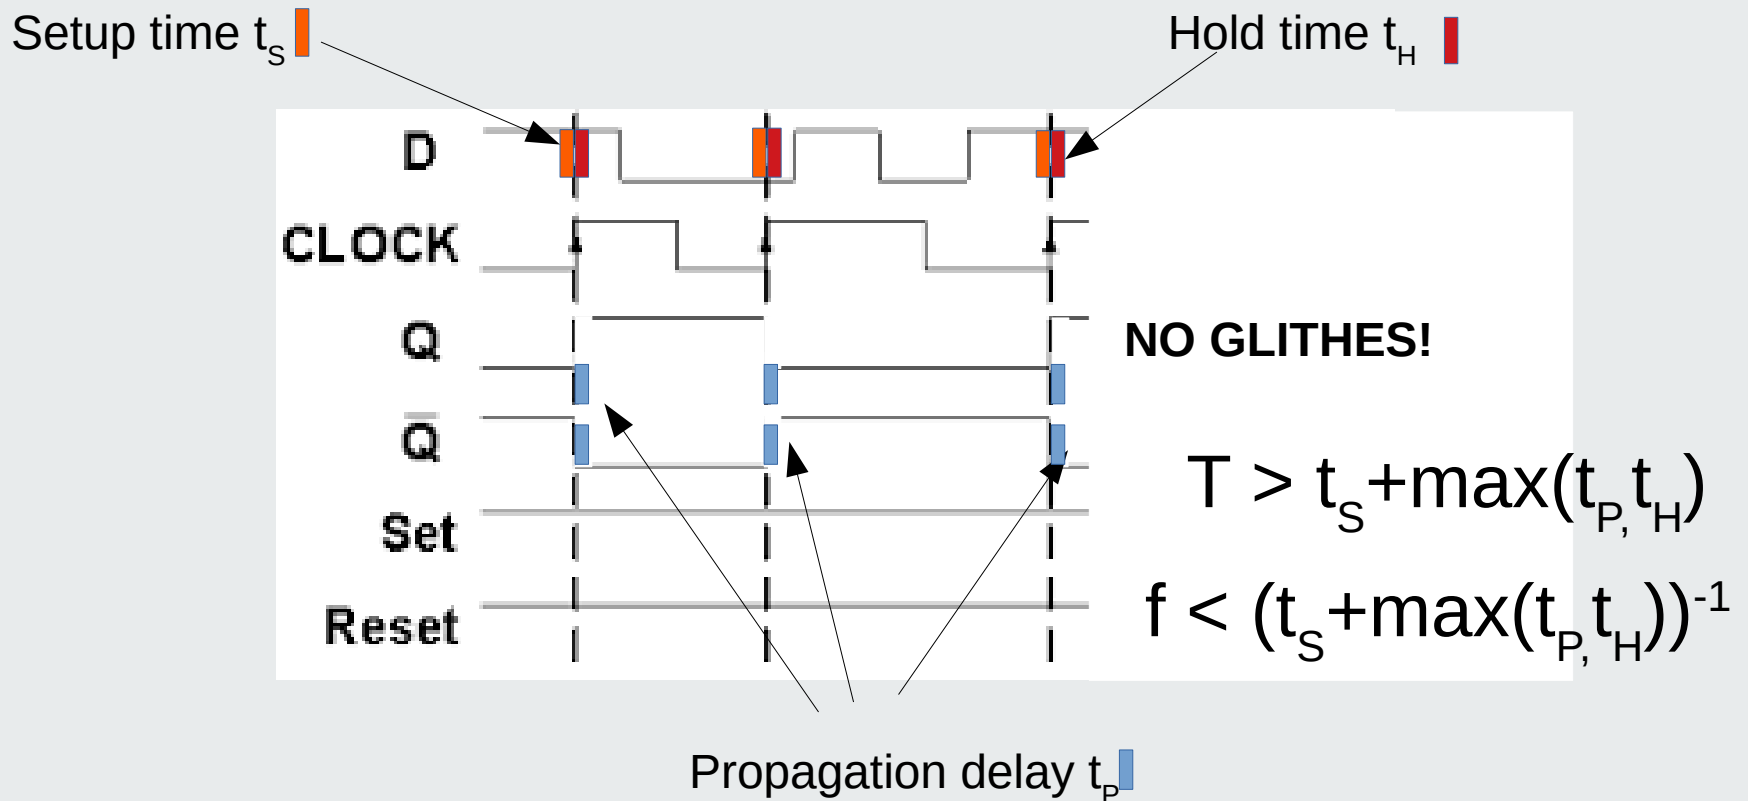 Setup time tS
Hold time tH
D
CLOCK
Q
NO GLITHES!
Q̅
T > tS+max(tP,tH)
Set
f < (tS+max(tP,tH))-1
Reset
Propagation delay tP